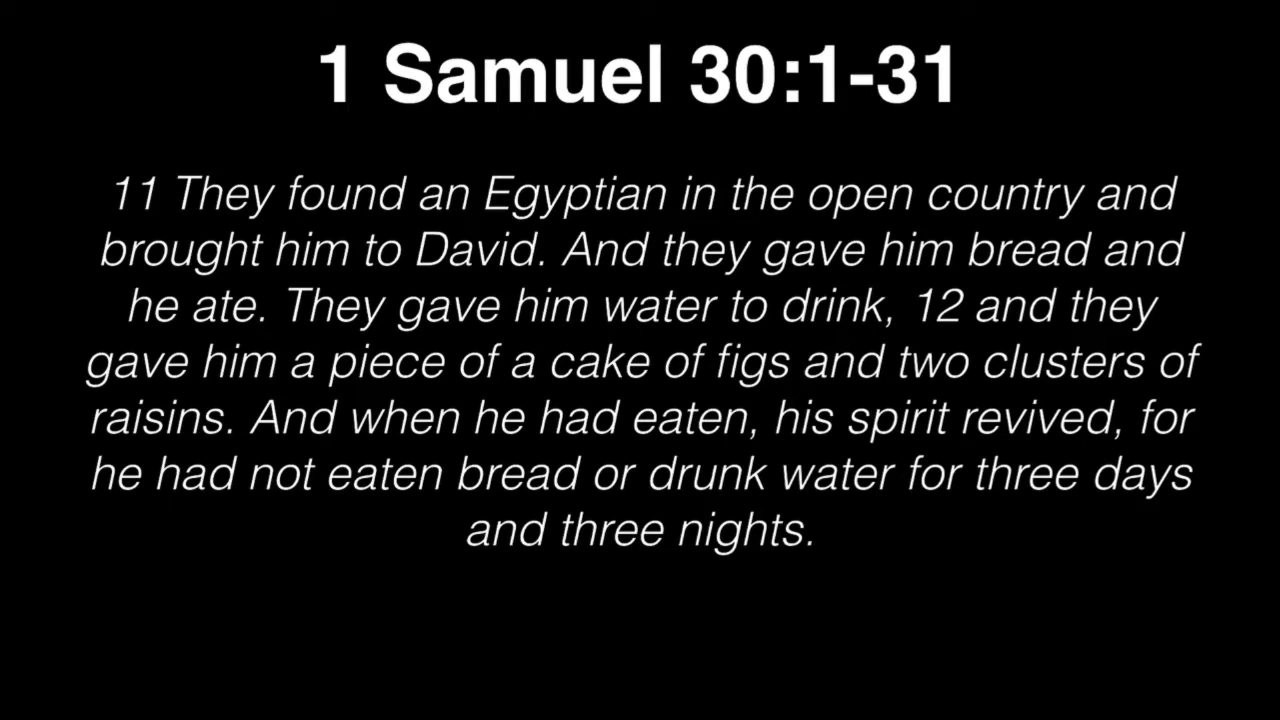 1 Samuel 30:1-31
11 They found an Egyptian in the open country and
brought him to David. And they gave him bread and
he ate. They gave him water to drink, 12 and they
gave him a piece of a cake of figs and two clusters of
raisins. And when he had eaten, his spirit revived, for
he had not eaten bread or drunk water for three days
and three nights.